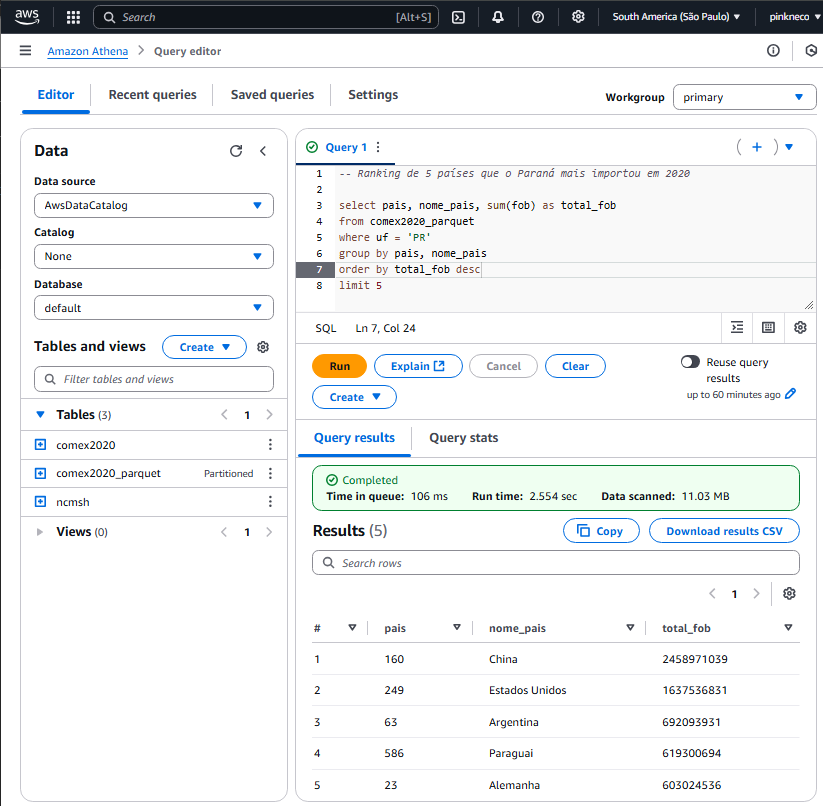 aws
Search [Alt+S]
South America (São Paulo)
pinkneco
Amazon Athena > Query editor
Editor
Recent queries
Saved queries
Settings
Workgroup
primary
Data
Data source
AwsDataCatalog
Catalog
None
Database
default
Tables and views
Create
Filter tables and views
Tables (3)
1
comex2020
comex2020_parquet Partitioned
ncmsh
Views (0)
1
Query 1
1 -- Ranking de 5 países que o Paraná mais importou em 2020
2
3 select pais, nome_pais, sum(fob) as total_fob
4 from comex2020_parquet
5 where uf = 'PR'
6 group by pais, nome_pais
7 order by total_fob desc
8 limit 5
SQL Ln 7, Col 24
Run
Explain
Cancel
Clear
Create
Reuse query
results
up to 60 minutes ago
Query results
Query stats
Completed
Time in queue: 106 ms Run time: 2.554 sec Data scanned: 11.03 MB
Results (5)
Copy
Download results CSV
Search rows
1
# pais nome_pais total_fob
1 160 China 2458971039
2 249 Estados Unidos 1637536831
3 63 Argentina 692093931
4 586 Paraguai 619300694
5 23 Alemanha 603024536